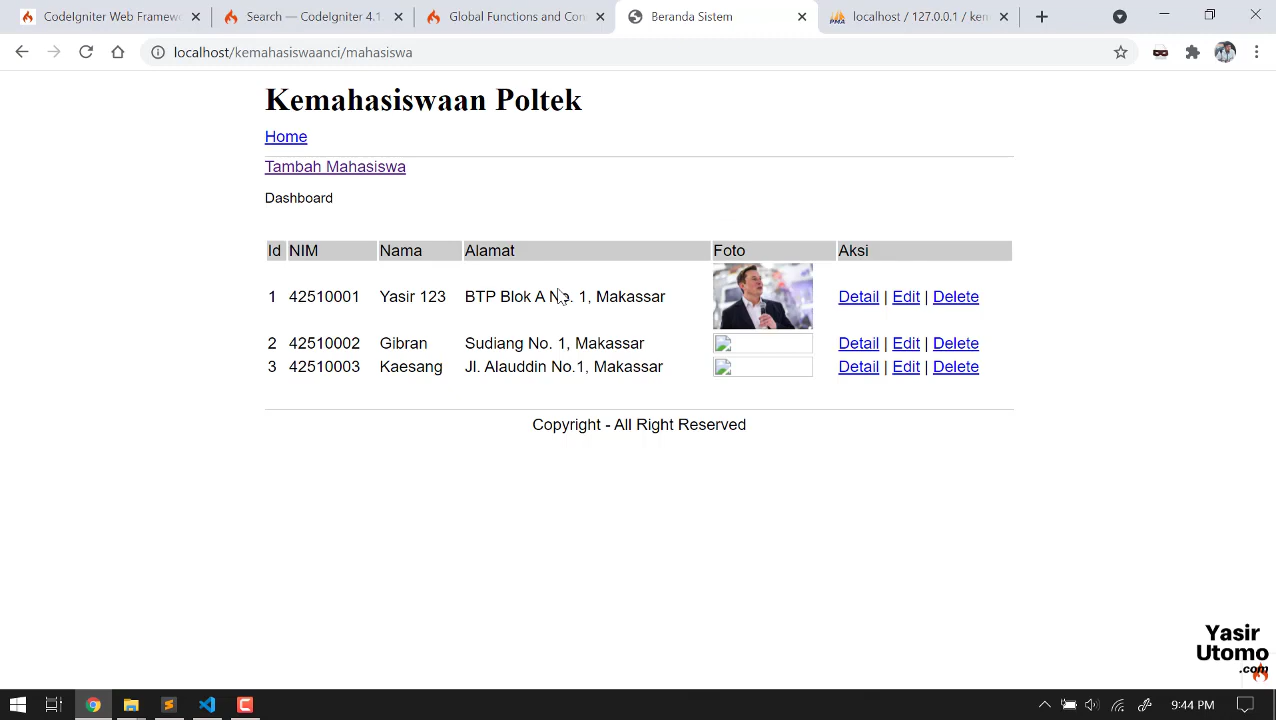 CodeIgniter Web Framew
Search — CodeIgniter 4.1.
Global Functions and Con
Beranda Sistem
localhost / 127.0.0.1 / kem
localhost/kemahasiswaanci/mahasiswa
Kemahasiswaan Poltek
Home
Tambah Mahasiswa
Dashboard
Id NIM Nama Alamat Foto Aksi
1 42510001 Yasir 123 BTP Blok A No. 1, Makassar Detail | Edit | Delete
2 42510002 Gibran Sudiang No. 1, Makassar Detail | Edit | Delete
3 42510003 Kaesang Jl. Alauddin No.1, Makassar Detail | Edit | Delete
Copyright - All Right Reserved
Yasir
Utomo
.com
9:44 PM